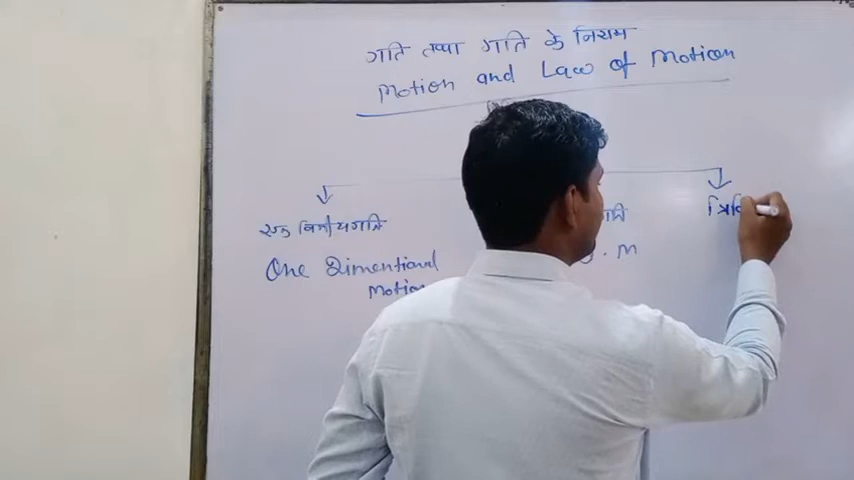 गति तथा गति के नियम
Motion and Law of Motion
एक विमीय गति
One Dimentional
Motion
. M
त्रिवि